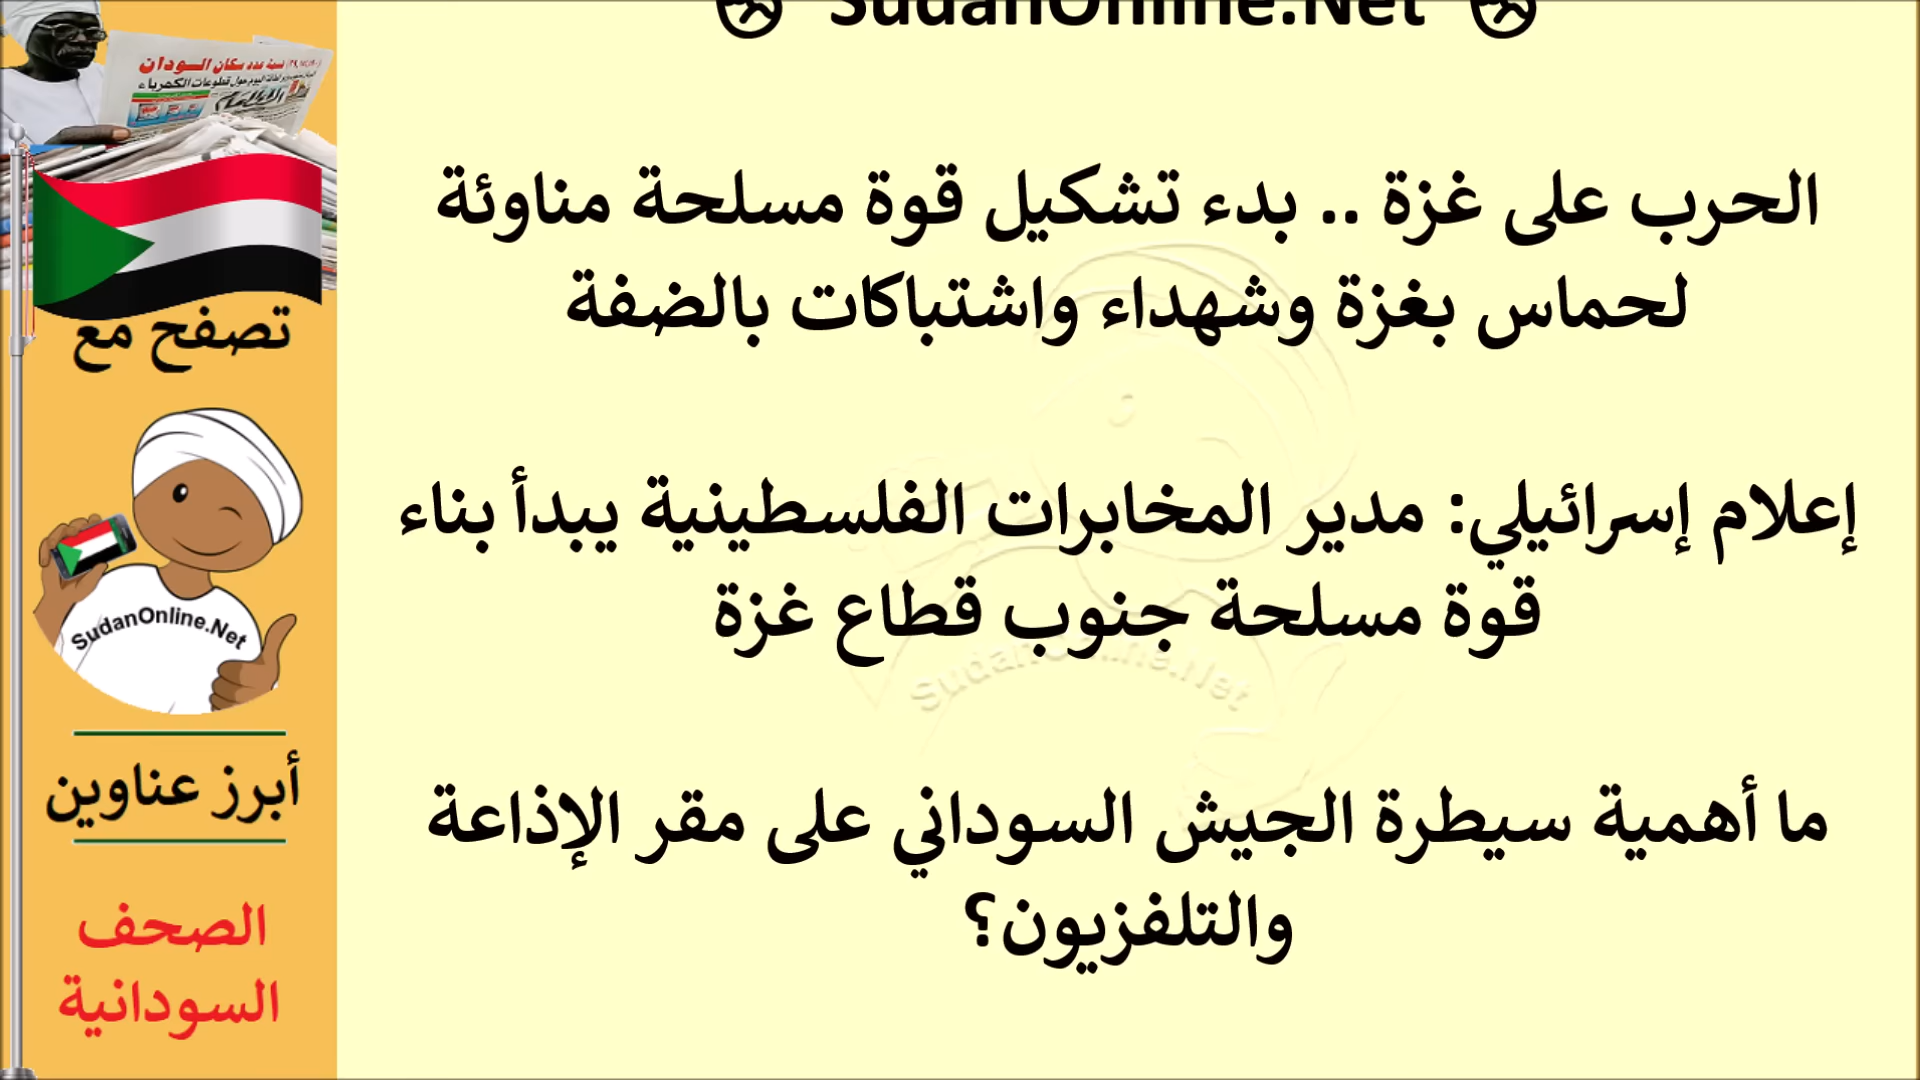 SudanOnline.Net
الحرب على غزة .. بدء تشكيل قوة مسلحة مناوئة
لحماس بغزة وشهداء واشتباكات بالضفة
إعلام إسرائيلي: مدير المخابرات الفلسطينية يبدأ بناء
قوة مسلحة جنوب قطاع غزة
ما أهمية سيطرة الجيش السوداني على مقر الإذاعة
والتلفزيون؟
تصفح مع
SudanOnline.Net
أبرز عناوين
الصحف
السودانية
SudanOnline.Net